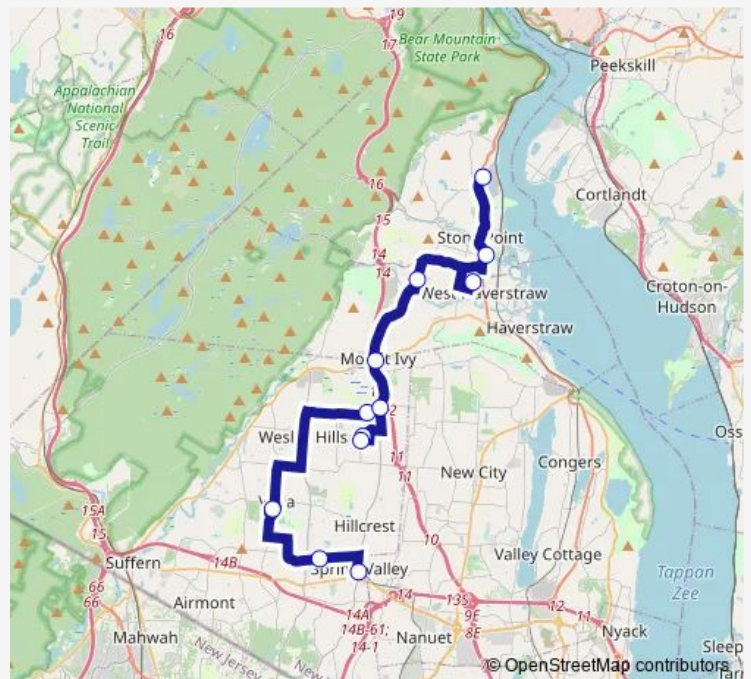 16
19
17
Bear Mountain
State Park
Peekskill
Appalachian
National
Scenic
Trail
16
15
Cortlandt
14
14
Stony Point
Croton-on-
Hudson
West Haverstraw
Haverstraw
Mount Ivy
12
Wesley Hills
Oss
New City
Congers
11
11
Viola
15A
15
Hillcrest
10
Valley Cottage
Suffern
14B
Spring Valley
Tappan
Zee
66
66
Airmont
14
13S
9E
8E
12
11
14A
14B-61;
14-1
Nyack
Mahwah
Nanuet
Sleep
New Jersey
© OpenStreetMap contributors